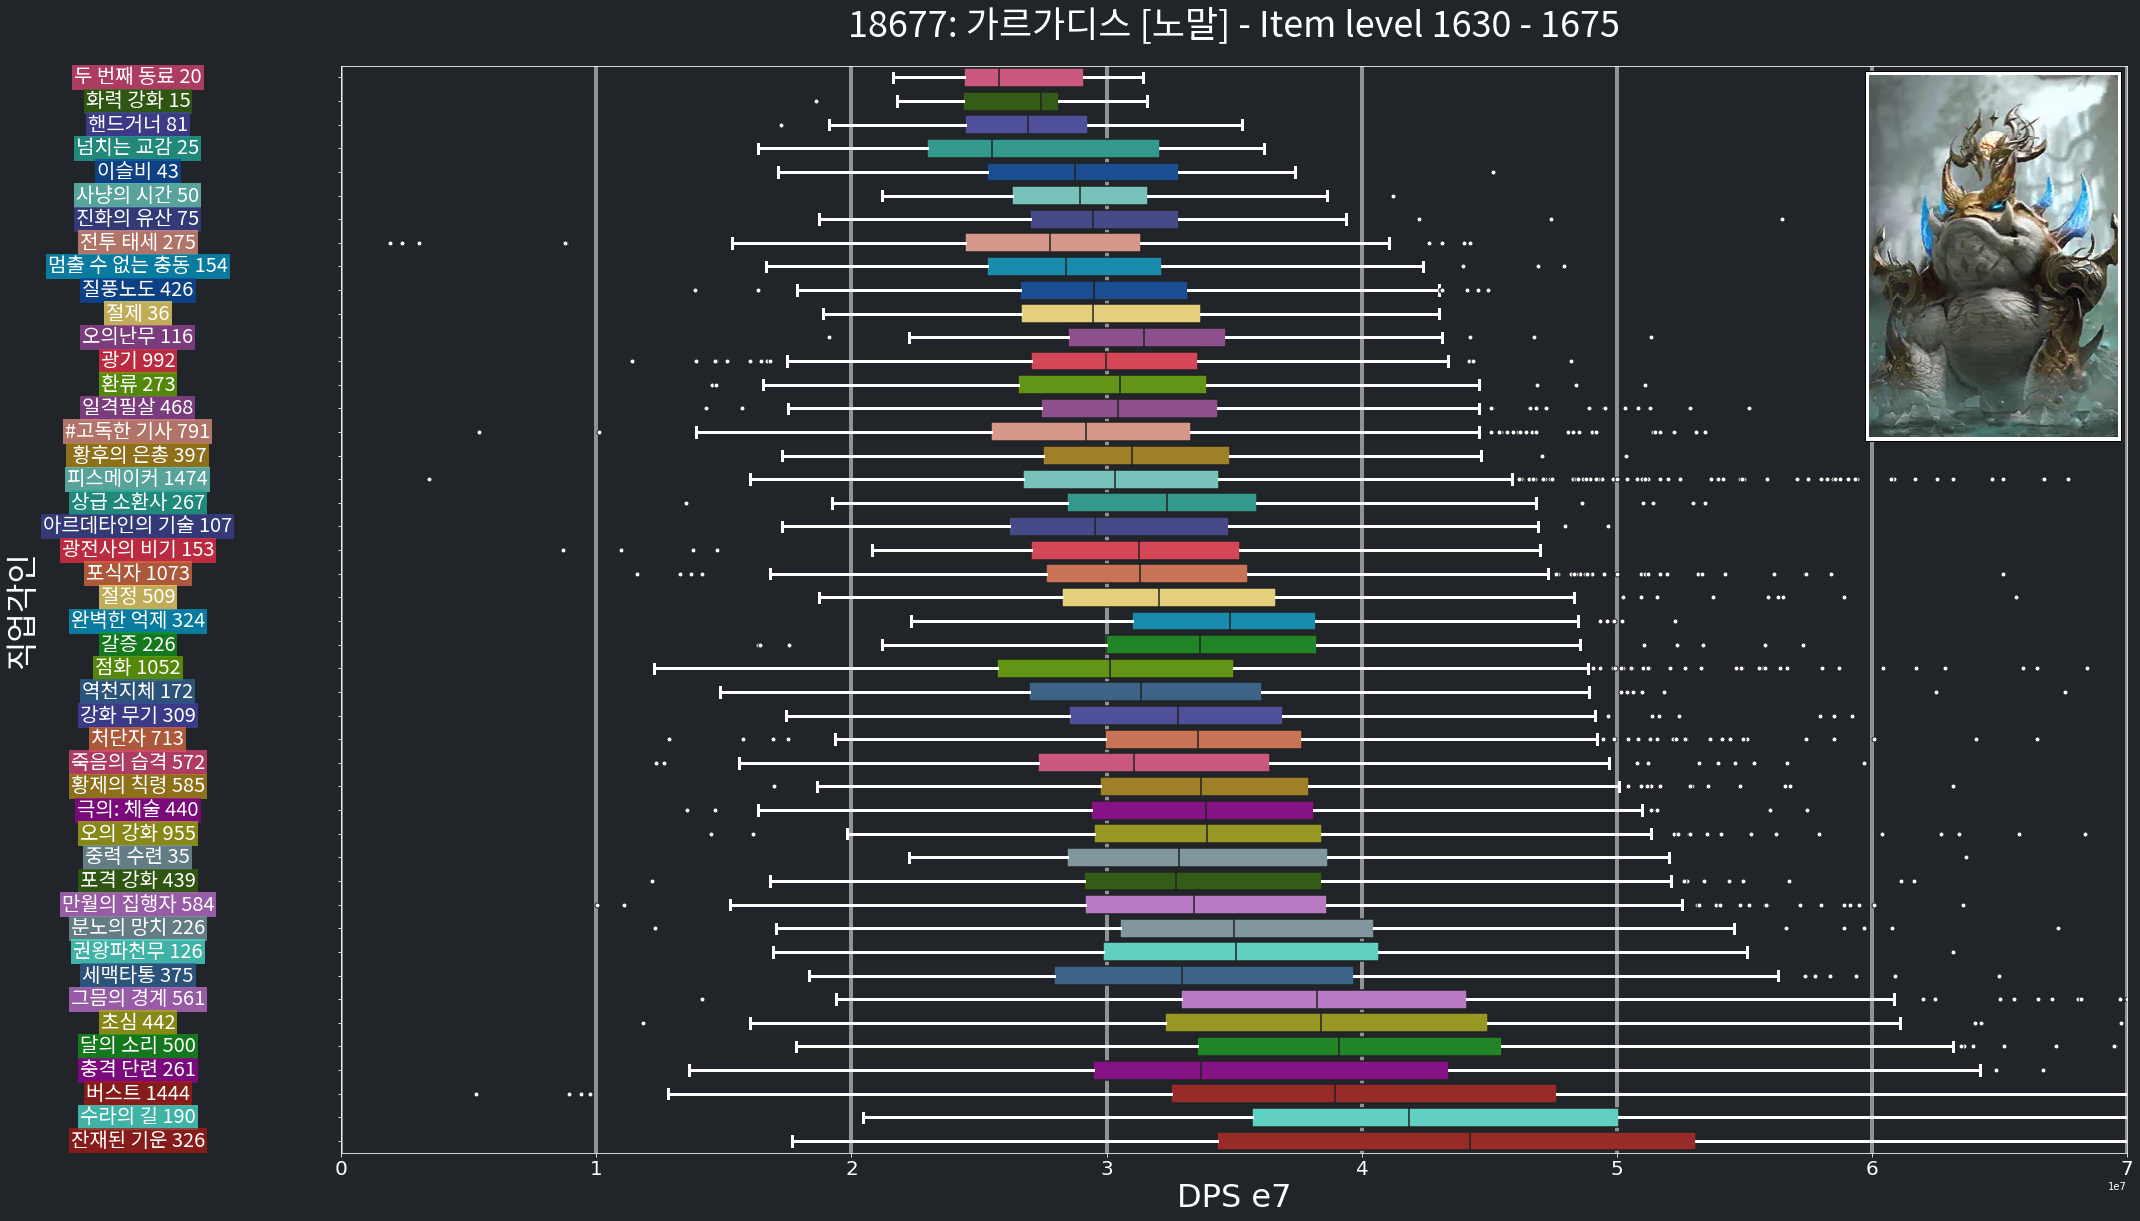 18677: 가르가디스 [노말] - Item level 1630 - 1675
두 번째 동료 20
화력 강화 15
핸드거너 81
넘치는 교감 25
이슬비 43
사냥의 시간 50
진화의 유산 75
전투 태세 275
멈출 수 없는 충동 154
질풍노도 426
절제 36
오의난무 116
광기 992
환류 273
일격필살 468
#고독한 기사 791
황후의 은총 397
피스메이커 1474
상급 소환사 267
아르데타인의 기술 107
광전사의 비기 153
포식자 1073
절정 509
완벽한 억제 324
갈증 226
점화 1052
역천지체 172
강화 무기 309
처단자 713
죽음의 습격 572
황제의 칙령 585
극의: 체술 440
오의 강화 955
중력 수련 35
포격 강화 439
만월의 집행자 584
분노의 망치 226
권왕파천무 126
세맥타통 375
그믐의 경계 561
초심 442
달의 소리 500
충격 단련 261
버스트 1444
수라의 길 190
잔재된 기운 326
직업각인
0 1 2 3 4 5 6 7
DPS e7
1e7